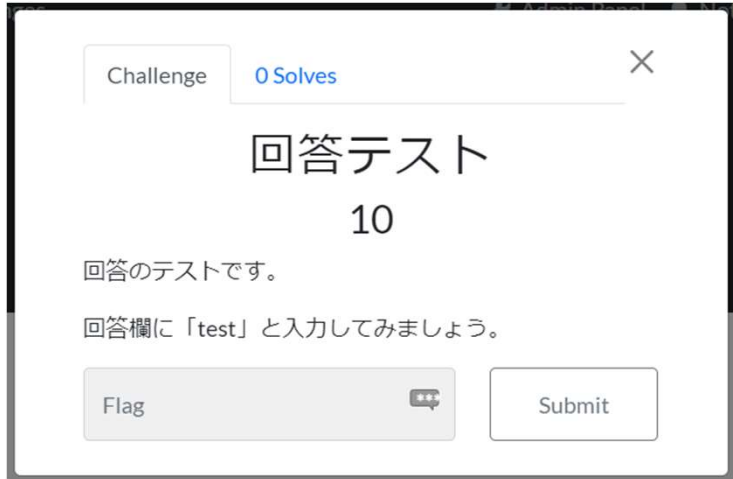 Challenge
0 Solves
回答テスト
10
回答のテストです。
回答欄に「test」と入力してみましょう。
Flag
Submit